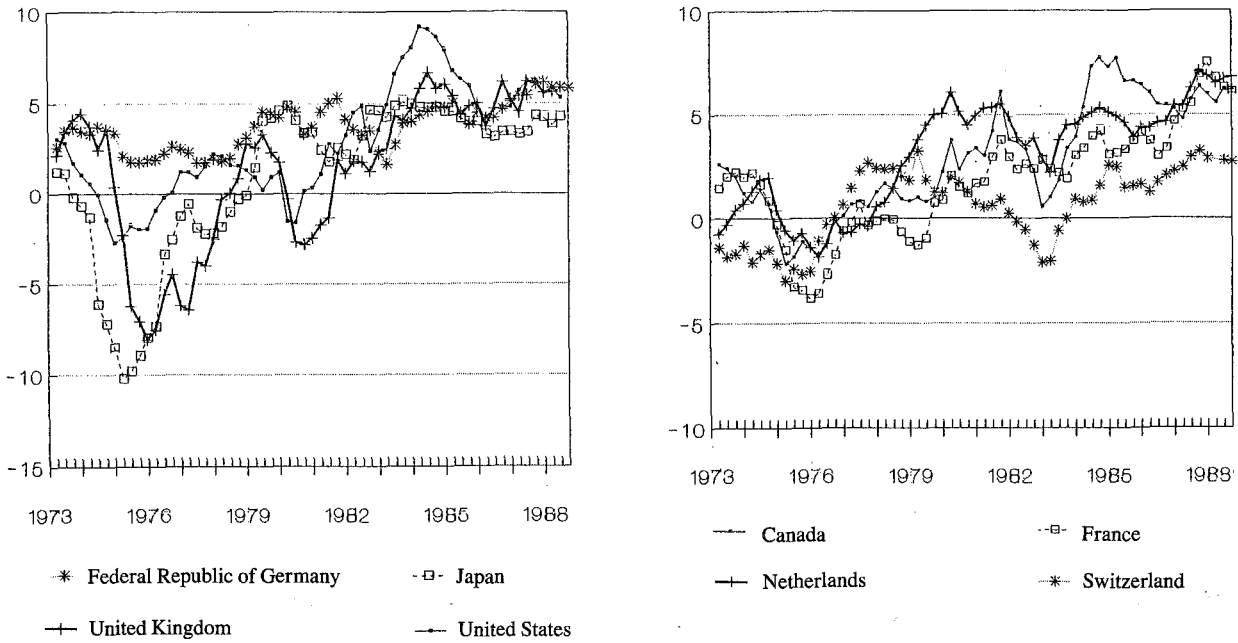 10
5
0
-5
-10
-15
1973 1976 1979 1982 1985 1988
Federal Republic of Germany
Japan
United Kingdom
United States
10
5
0
-5
-10
1973 1976 1979 1982 1985 1988
Canada
France
Netherlands
Switzerland